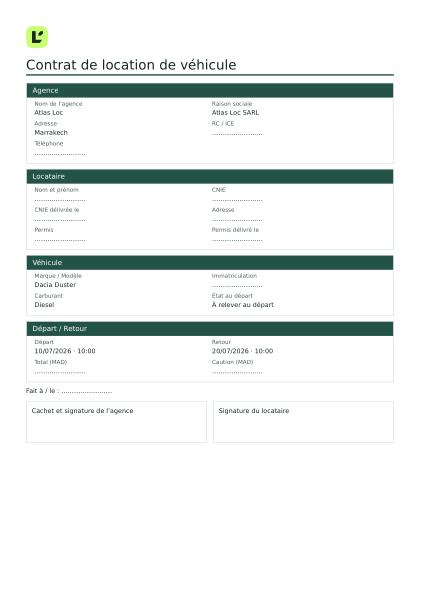 Contrat de location de véhicule
Agence
Nom de l'agence
Raison sociale
Atlas Loc
Atlas Loc SARL
Adresse
RC / ICE
Marrakech
........................
Téléphone
........................
Locataire
Nom et prénom
CNIE
........................
........................
CNIE délivrée le
Adresse
........................
........................
Permis
Permis délivré le
........................
........................
Véhicule
Marque / Modèle
Immatriculation
Dacia Duster
........................
Carburant
État au départ
Diesel
À relever au départ
Départ / Retour
Départ
Retour
10/07/2026 · 10:00
20/07/2026 · 10:00
Total (MAD)
Caution (MAD)
........................
........................
Fait à / le : ........................
Cachet et signature de l'agence
Signature du locataire